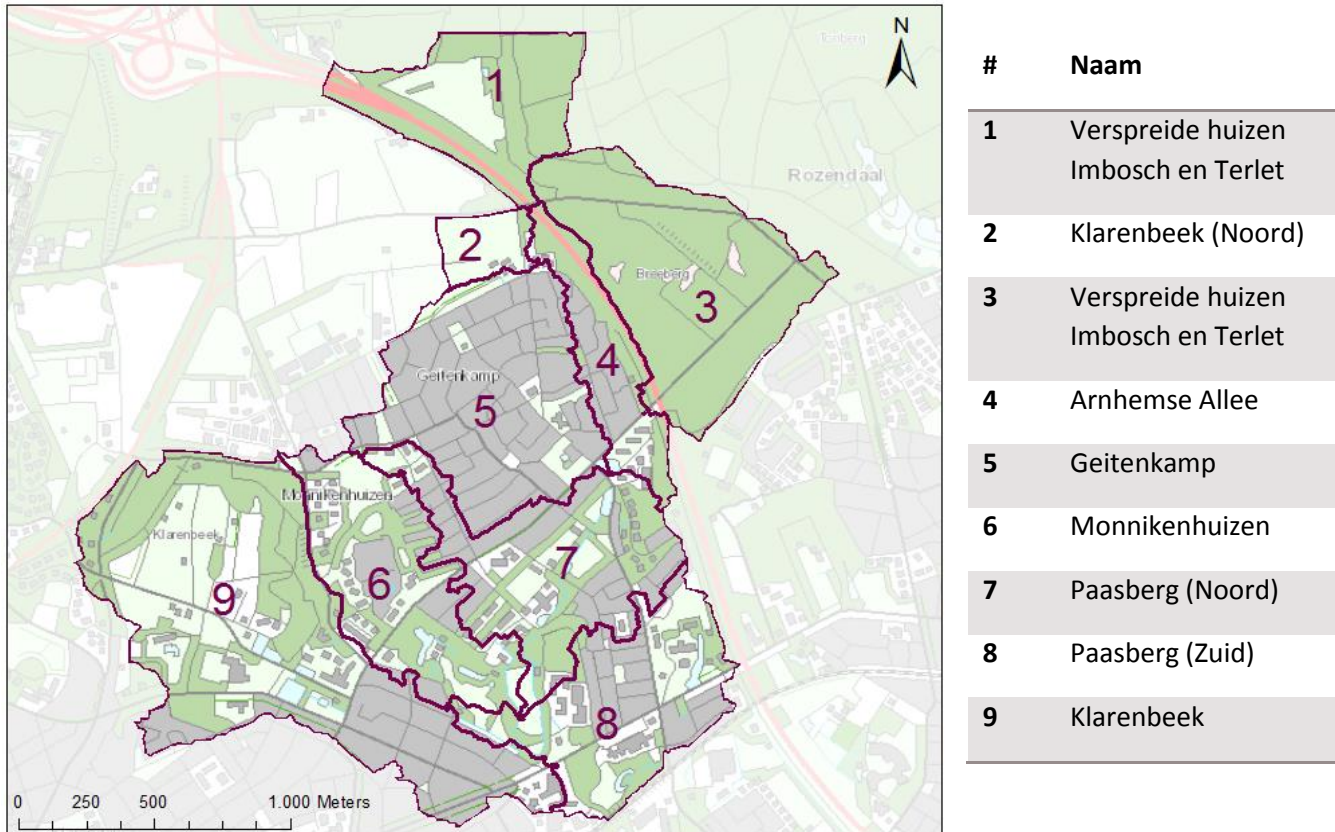 N
Rozendaal
1
2
Breeberg
3
4
Geitenkamp
5
Monnikenhuizen
Klarenbeek
6
7
9
8
0 250 500 1.000 Meters
# Naam
1 Verspreide huizen
Imbosch en Terlet
2 Klarenbeek (Noord)
3 Verspreide huizen
Imbosch en Terlet
4 Arnhemse Allee
5 Geitenkamp
6 Monnikenhuizen
7 Paasberg (Noord)
8 Paasberg (Zuid)
9 Klarenbeek